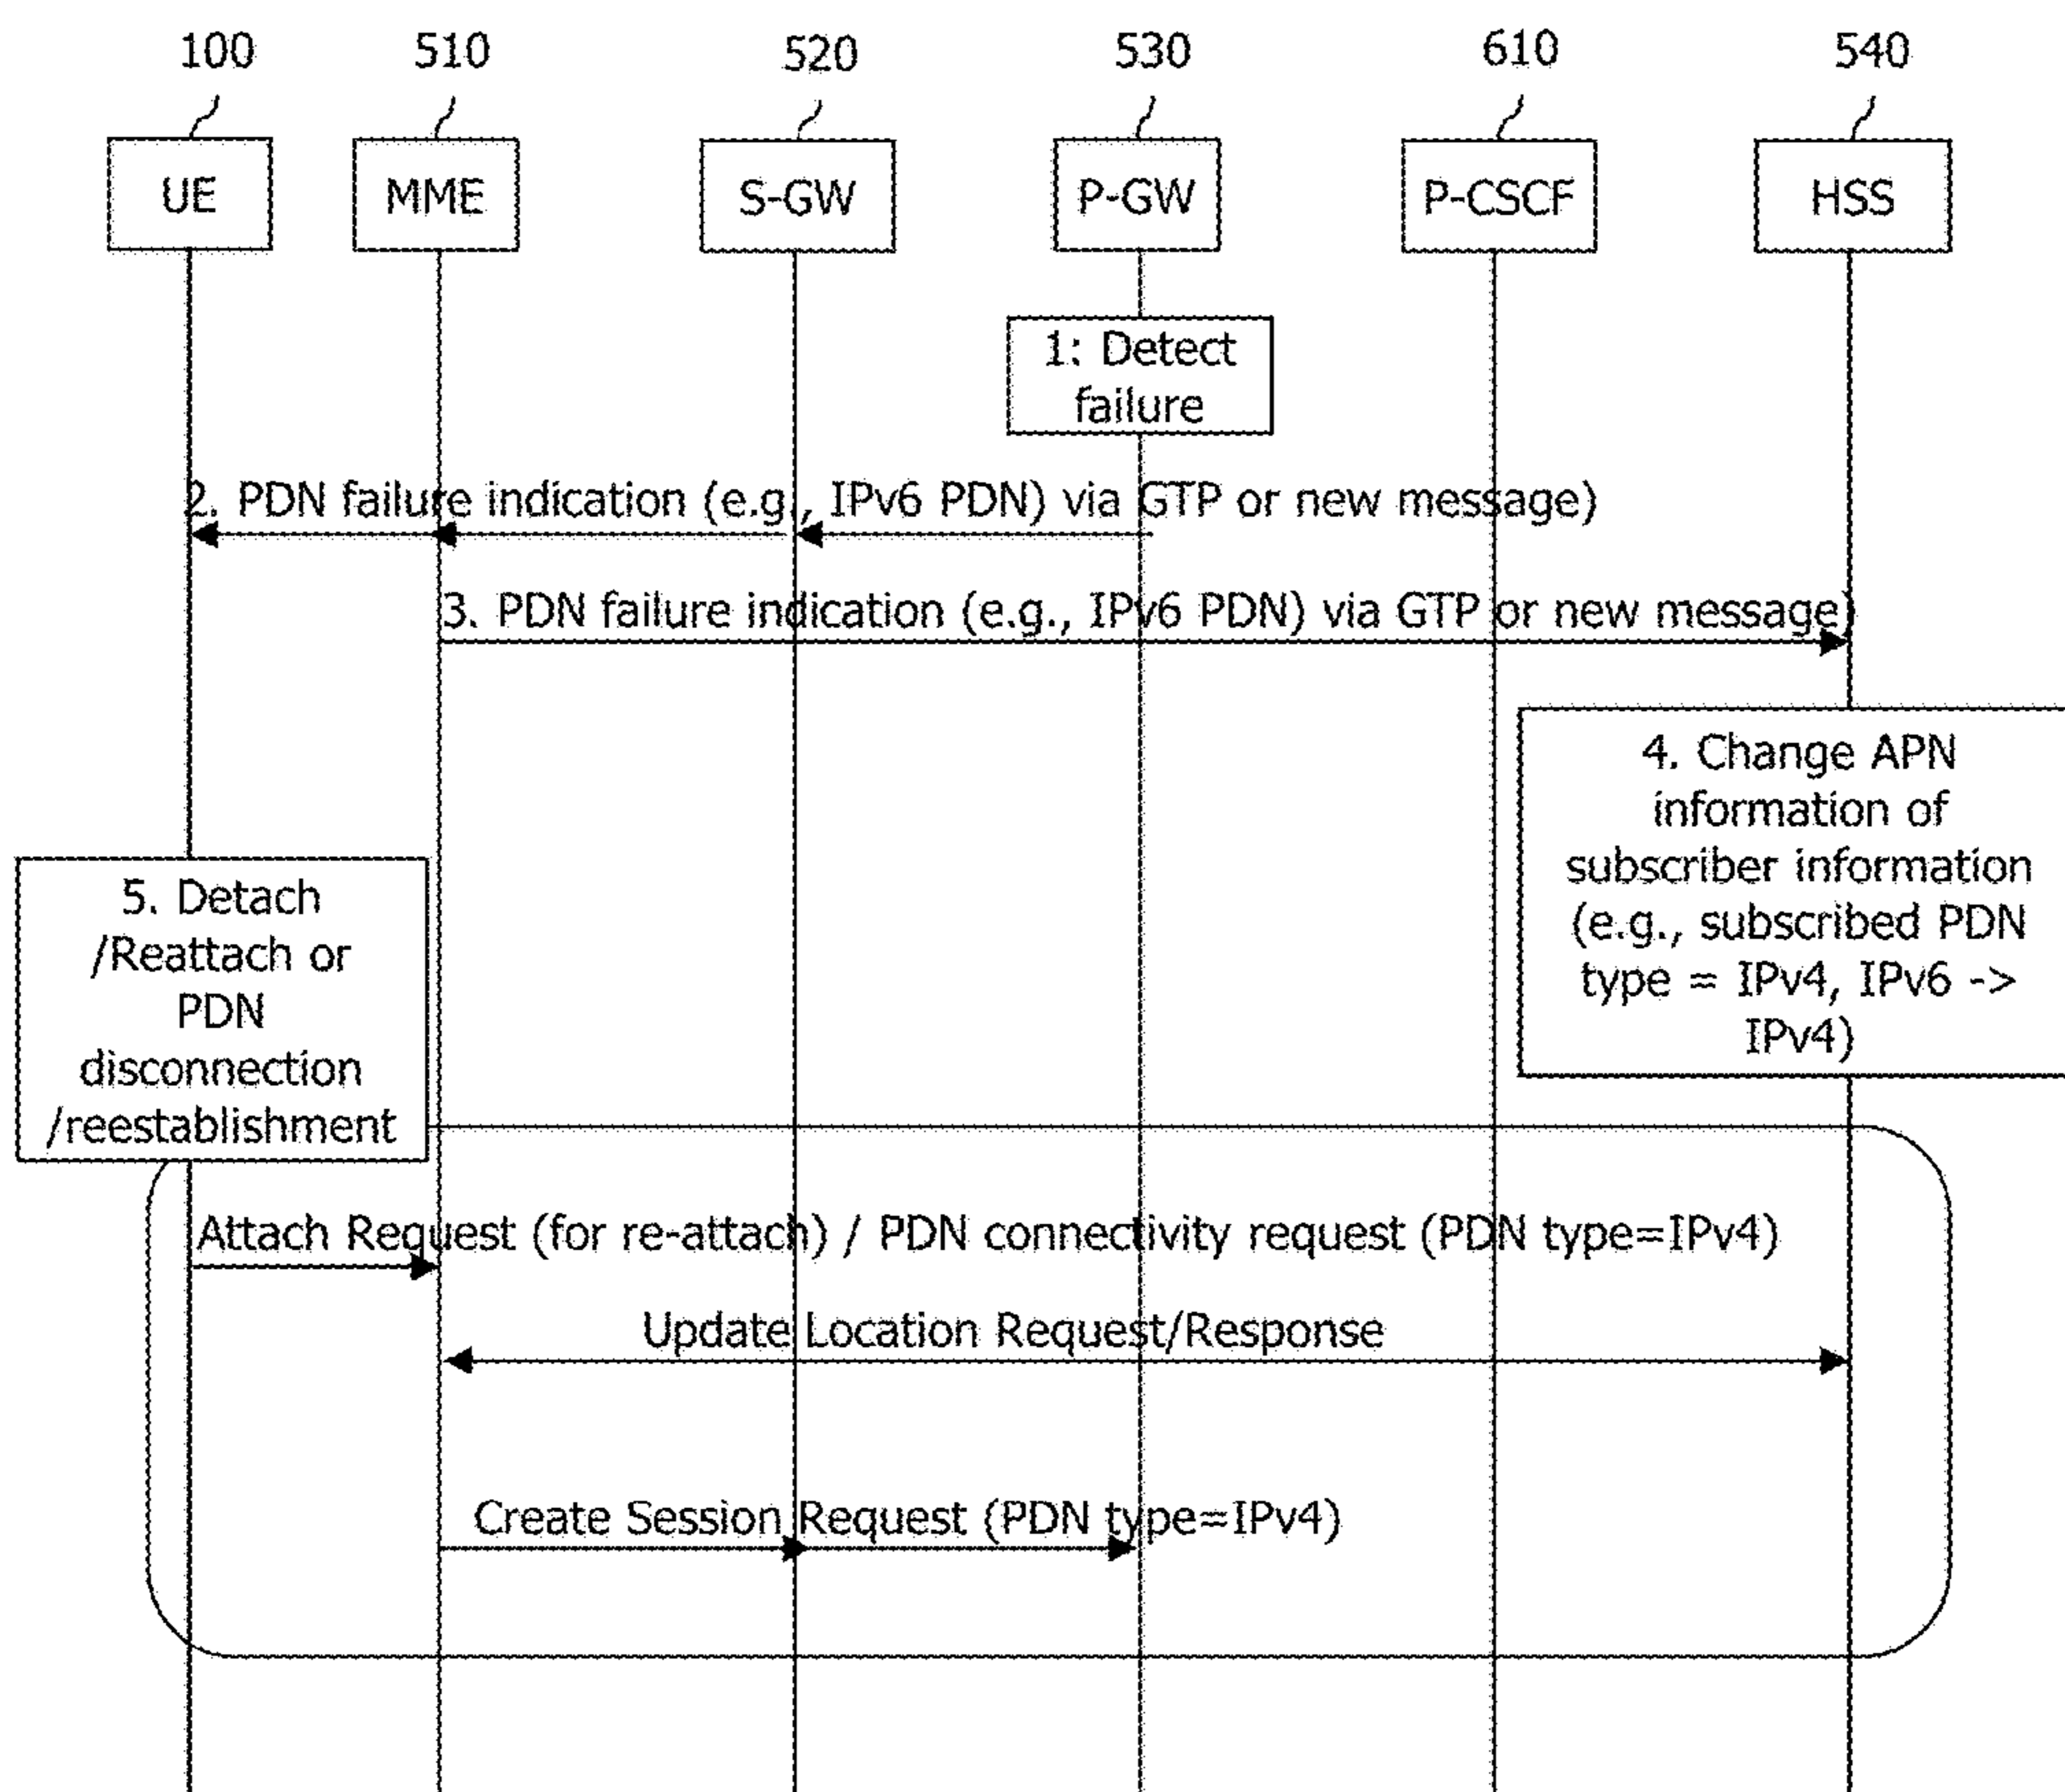 100 510 520 530 610 540
UE MME S-GW P-GW P-CSCF HSS
1: Detect
failure
2. PDN failure indication (e.g., IPv6 PDN) via GTP or new message)
3. PDN failure indication (e.g., IPv6 PDN) via GTP or new message)
4. Change APN
information of
subscriber information
(e.g., subscribed PDN
type = IPv4, IPv6 ->
IPv4)
5. Detach
/Reattach or
PDN
disconnection
/reestablishment
Attach Request (for re-attach) / PDN connectivity request (PDN type=IPv4)
Update Location Request/Response
Create Session Request (PDN type=IPv4)